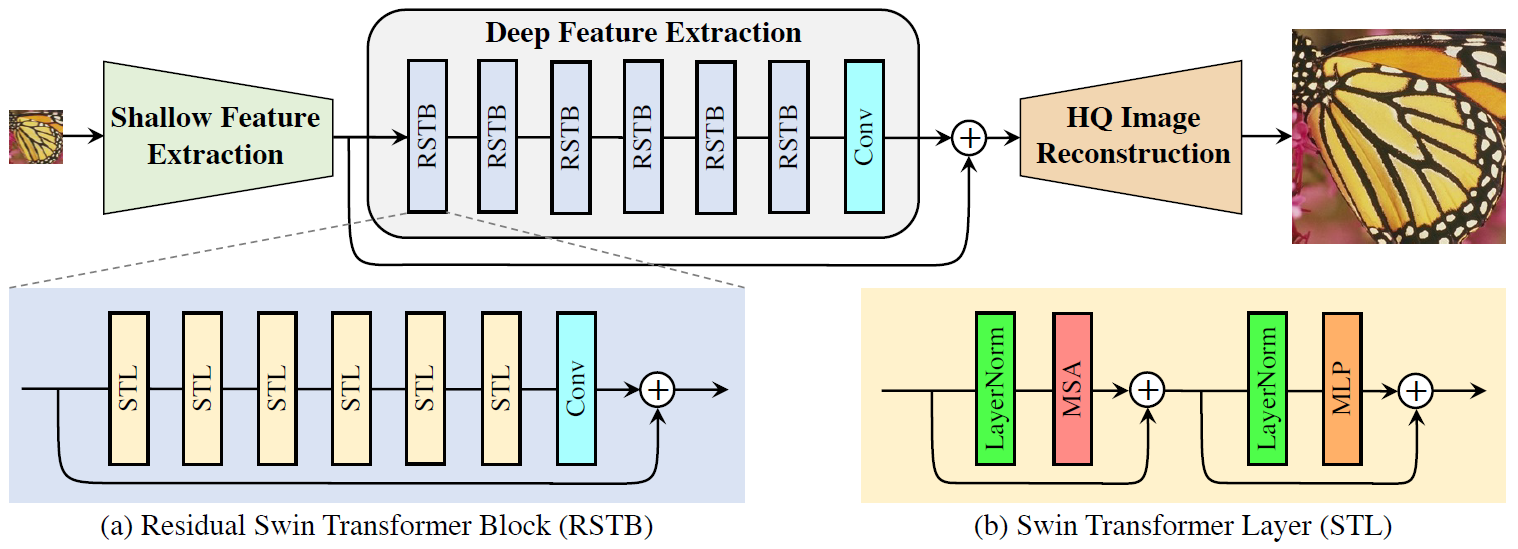 Deep Feature Extraction
Shallow Feature
Extraction
RSTB
RSTB
RSTB
RSTB
RSTB
RSTB
Conv
+
HQ Image
Reconstruction
STL
STL
STL
STL
STL
STL
Conv
+
(a) Residual Swin Transformer Block (RSTB)
LayerNorm
MSA
+
LayerNorm
MLP
+
(b) Swin Transformer Layer (STL)